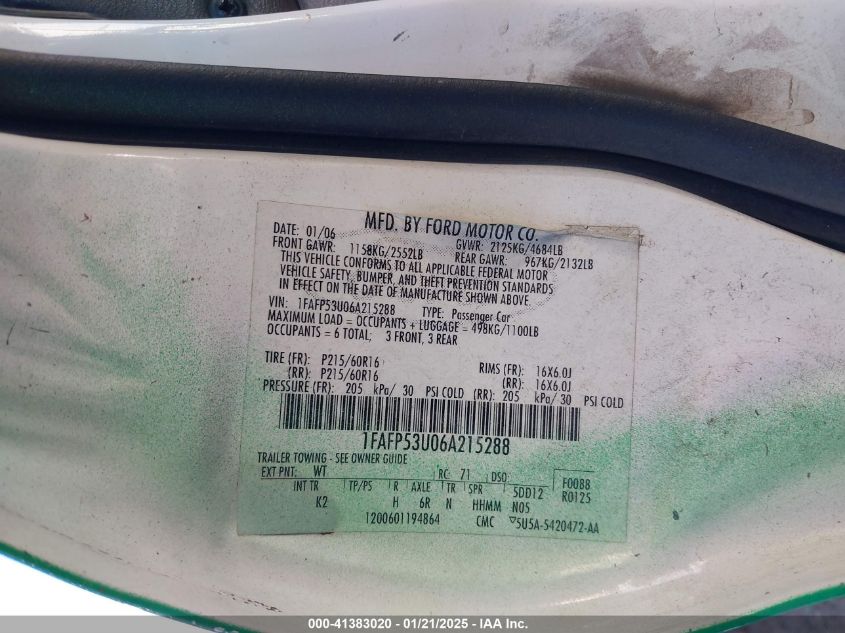 MFD. BY FORD MOTOR CO.
DATE: 01/06 GVWR: 2125KG/4684LB
FRONT GAWR: 1158KG/2552LB REAR GAWR: 967KG/2132LB
THIS VEHICLE CONFORMS TO ALL APPLICABLE FEDERAL MOTOR
VEHICLE SAFETY, BUMPER, AND THEFT PREVENTION STANDARDS
IN EFFECT ON THE DATE OF MANUFACTURE SHOWN ABOVE.
VIN: 1FAFP53U06A215288 TYPE: Passenger Car
MAXIMUM LOAD = OCCUPANTS + LUGGAGE = 498KG/1100LB
OCCUPANTS = 6 TOTAL; 3 FRONT, 3 REAR
TIRE (FR): P215/60R16 RIMS (FR): 16X6.0J
(RR): P215/60R16 (RR): 16X6.0J
PRESSURE (FR): 205 kPa/ 30 PSI COLD (RR): 205 kPa/ 30 PSI COLD
1FAFP53U06A215288
TRAILER TOWING - SEE OWNER GUIDE
EXT PNT: WT RC: 71 DSO: F0088
INT TR TP/PS R AXLE TR SPR 5DD12 R0125
K2 H 6R N HHMM N05
1200601194864 CMC ▽5U5A-5420472-AA
000-41383020 - 01/21/2025 - IAA Inc.